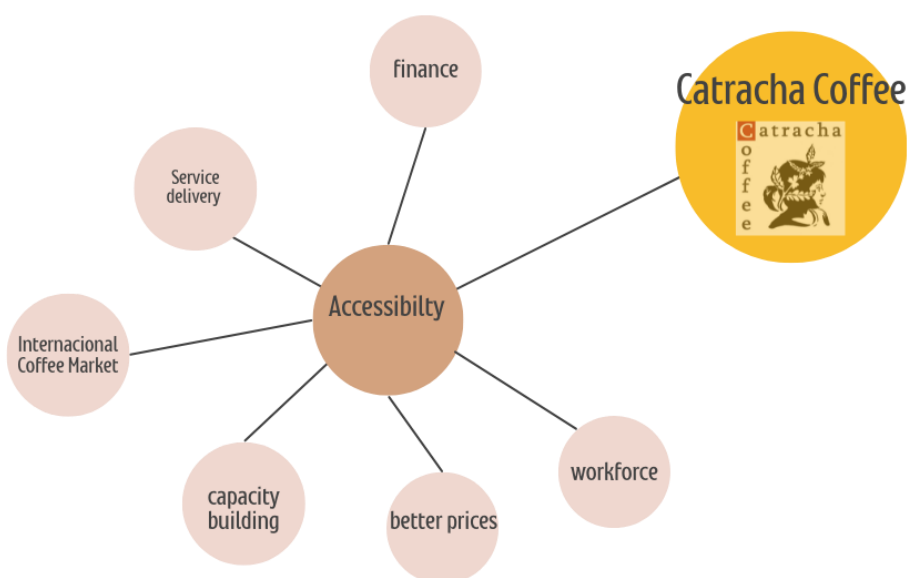 finance
Catracha Coffee
Catracha
Coffee
Service
delivery
Accessibilty
Internacional
Coffee Market
capacity
building
better prices
workforce